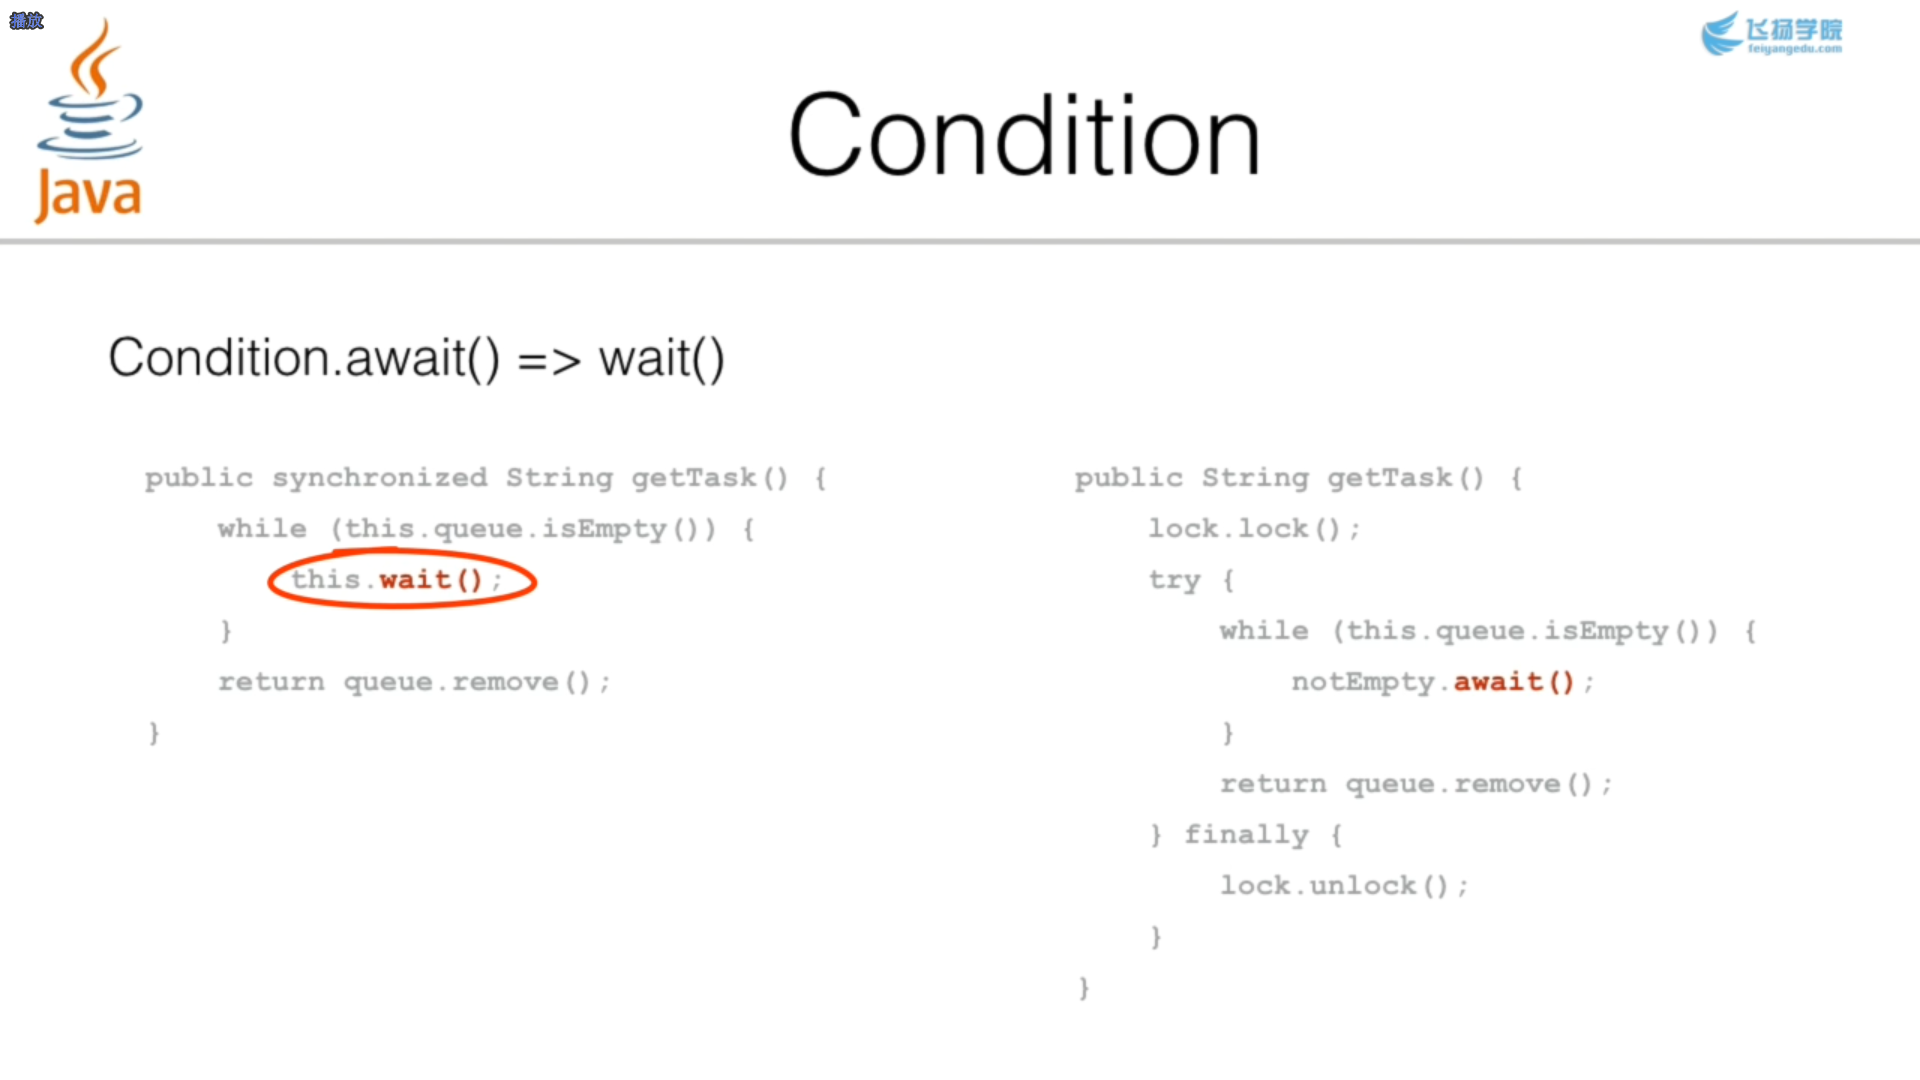 播放
Java
飞扬学院
feiyangedu.com
Condition
Condition.await() => wait()
public synchronized String getTask() {
while (this.queue.isEmpty()) {
this.wait();
}
return queue.remove();
}
public String getTask() {
lock.lock();
try {
while (this.queue.isEmpty()) {
notEmpty.await();
}
return queue.remove();
} finally {
lock.unlock();
}
}